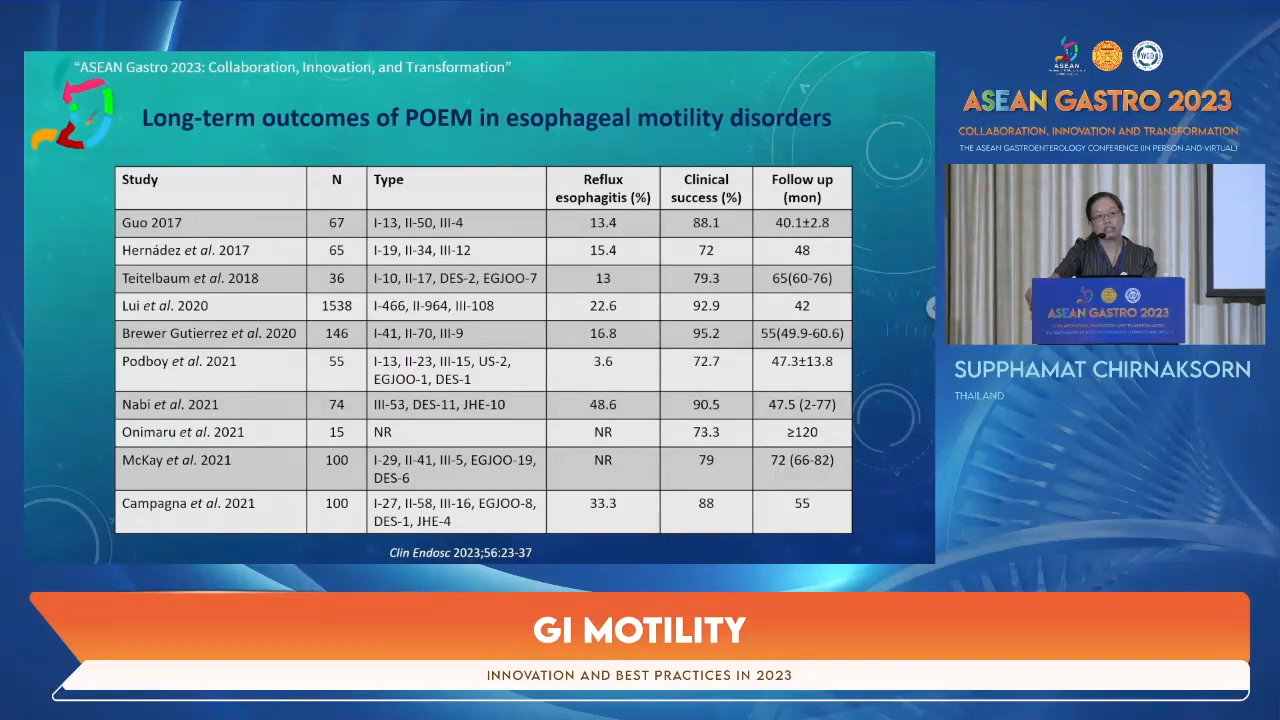 "ASEAN Gastro 2023: Collaboration, Innovation, and Transformation"
Long-term outcomes of POEM in esophageal motility disorders
Study N Type Reflux esophagitis (%) Clinical success (%) Follow up (mon)
Guo 2017 67 I-13, II-50, III-4 13.4 88.1 40.1±2.8
Hernádez et al. 2017 65 I-19, II-34, III-12 15.4 72 48
Teitelbaum et al. 2018 36 I-10, II-17, DES-2, EGJOO-7 13 79.3 65(60-76)
Lui et al. 2020 1538 I-466, II-964, III-108 22.6 92.9 42
Brewer Gutierrez et al. 2020 146 I-41, II-70, III-9 16.8 95.2 55(49.9-60.6)
Podboy et al. 2021 55 I-13, II-23, III-15, US-2, EGJOO-1, DES-1 3.6 72.7 47.3±13.8
Nabi et al. 2021 74 III-53, DES-11, JHE-10 48.6 90.5 47.5 (2-77)
Onimaru et al. 2021 15 NR NR 73.3 ≥120
McKay et al. 2021 100 I-29, II-41, III-5, EGJOO-19, DES-6 NR 79 72 (66-82)
Campagna et al. 2021 100 I-27, II-58, III-16, EGJOO-8, DES-1, JHE-4 33.3 88 55
Clin Endosc 2023;56:23-37
ASEAN
WGO
ASEAN GASTRO 2023
COLLABORATION, INNOVATION AND TRANSFORMATION
THE ASEAN GASTROENTEROLOGY CONFERENCE (IN PERSON AND VIRTUAL)
ASEAN GASTRO 2023
SUPPHAMAT CHIRNAKSORN
THAILAND
GI MOTILITY
INNOVATION AND BEST PRACTICES IN 2023